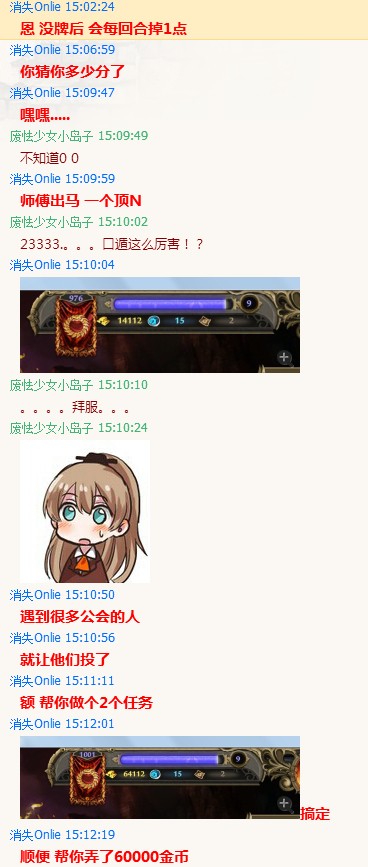 消失Onlie 15:02:24
恩 没牌后 会每回合掉1点
消失Onlie 15:06:59
你猜你多少分了
消失Onlie 15:09:47
嘿嘿.....
废怯少女小岛子 15:09:49
不知道0 0
消失Onlie 15:09:59
师傅出马 一个顶N
废怯少女小岛子 15:10:02
23333.。。。口遁这么厉害！？
消失Onlie 15:10:04
976
9
14112 15 2
废怯少女小岛子 15:10:10
。。。。拜服。。。
废怯少女小岛子 15:10:24
消失Onlie 15:10:50
遇到很多公会的人
消失Onlie 15:10:56
就让他们投了
消失Onlie 15:11:11
额 帮你做个2个任务
消失Onlie 15:12:01
1001
9
64112 15 2
搞定
消失Onlie 15:12:19
顺便 帮你弄了60000金币